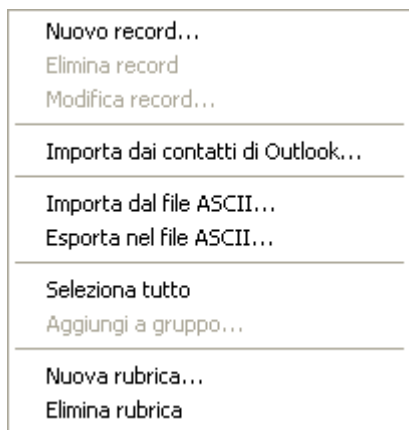 Nuovo record...
Elimina record
Modifica record...
Importa dai contatti di Outlook...
Importa dal file ASCII...
Esporta nel file ASCII...
Seleziona tutto
Aggiungi a gruppo...
Nuova rubrica...
Elimina rubrica